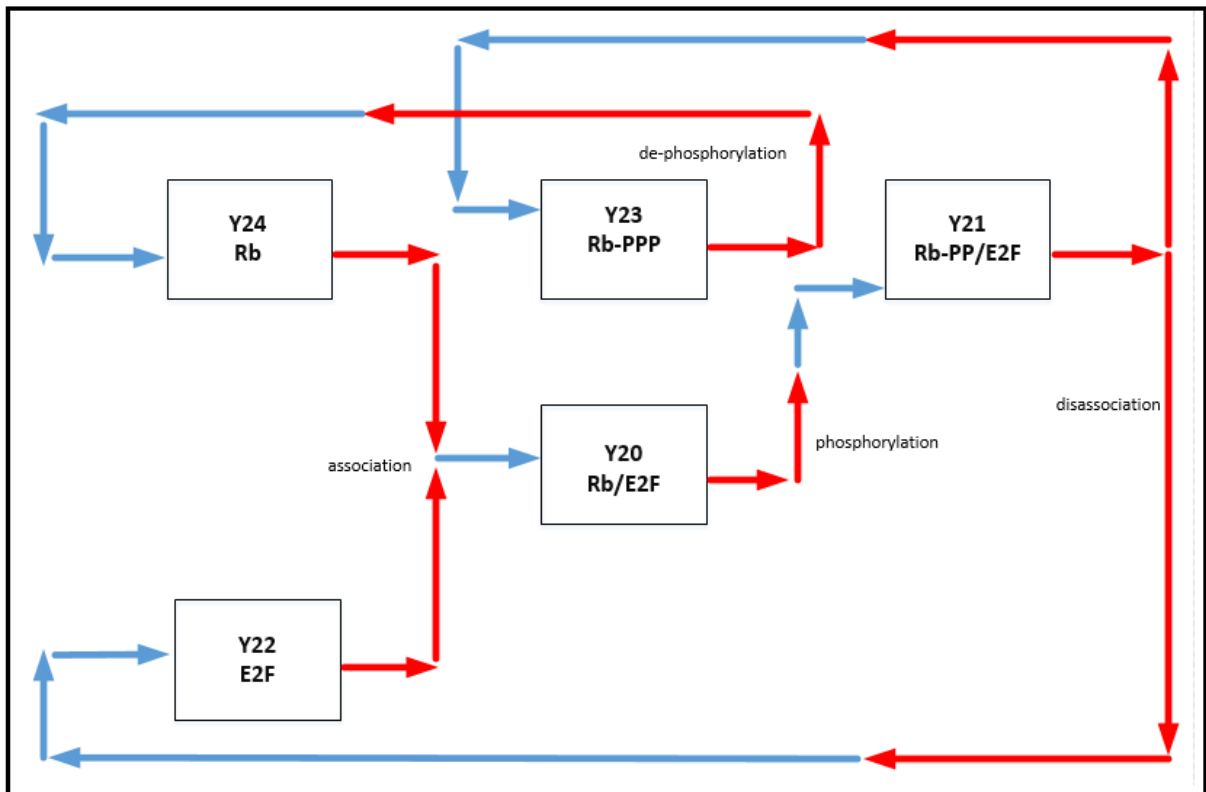 de-phosphorylation
Y24
Rb
Y23
Rb-PPP
Y21
Rb-PP/E2F
association
Y20
Rb/E2F
phosphorylation
disassociation
Y22
E2F